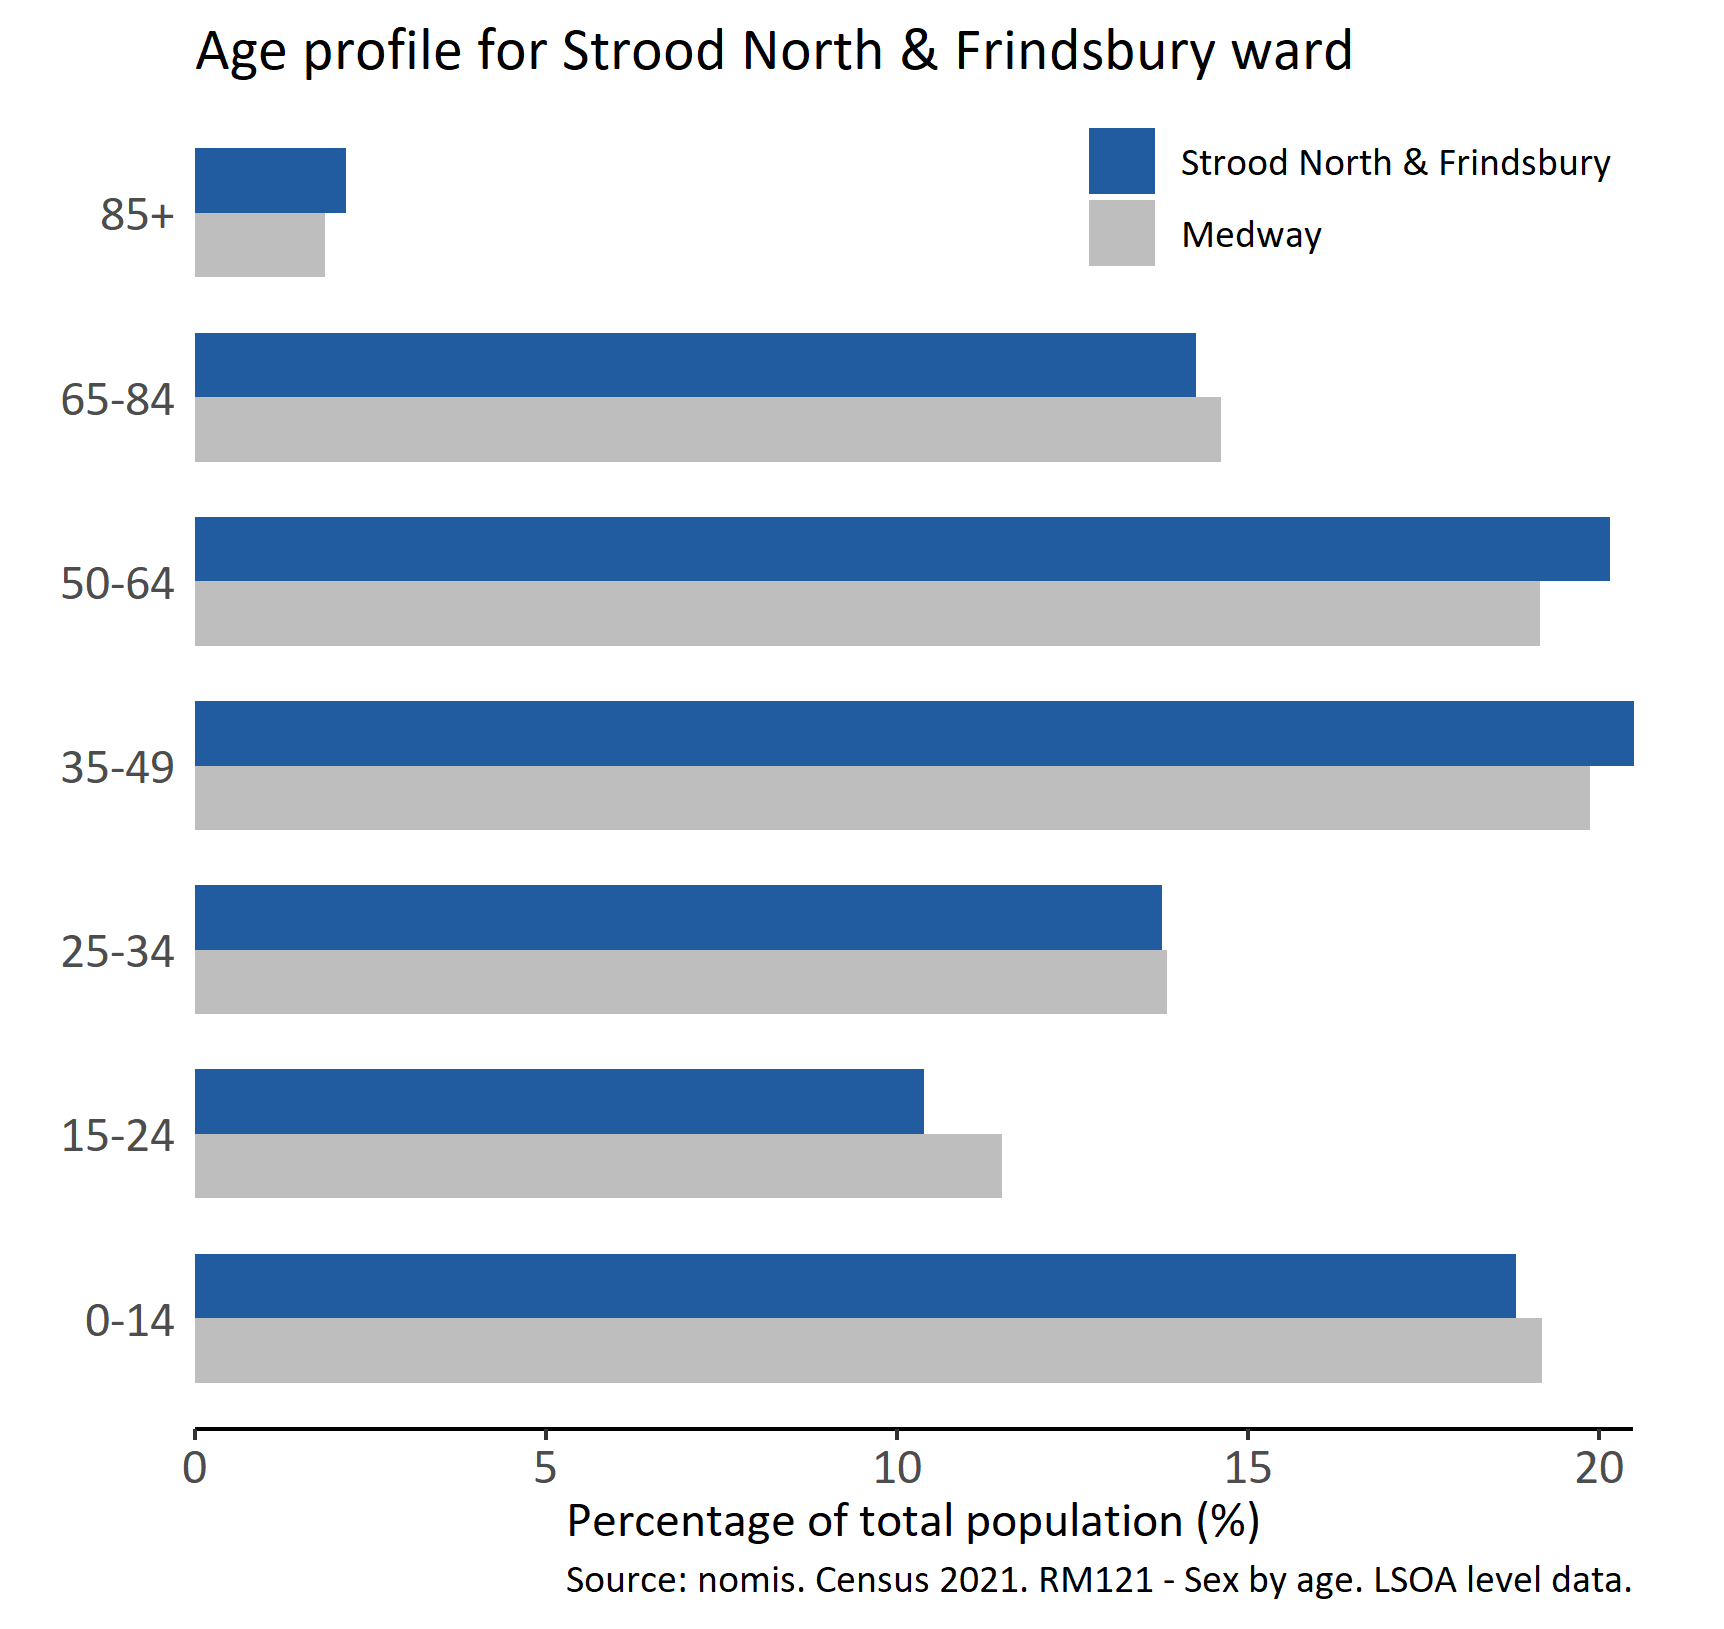 Age profile for Strood North & Frindsbury ward
Strood North & Frindsbury
Medway
85+
65-84
50-64
35-49
25-34
15-24
0-14
0 5 10 15 20
Percentage of total population (%)
Source: nomis. Census 2021. RM121 - Sex by age. LSOA level data.